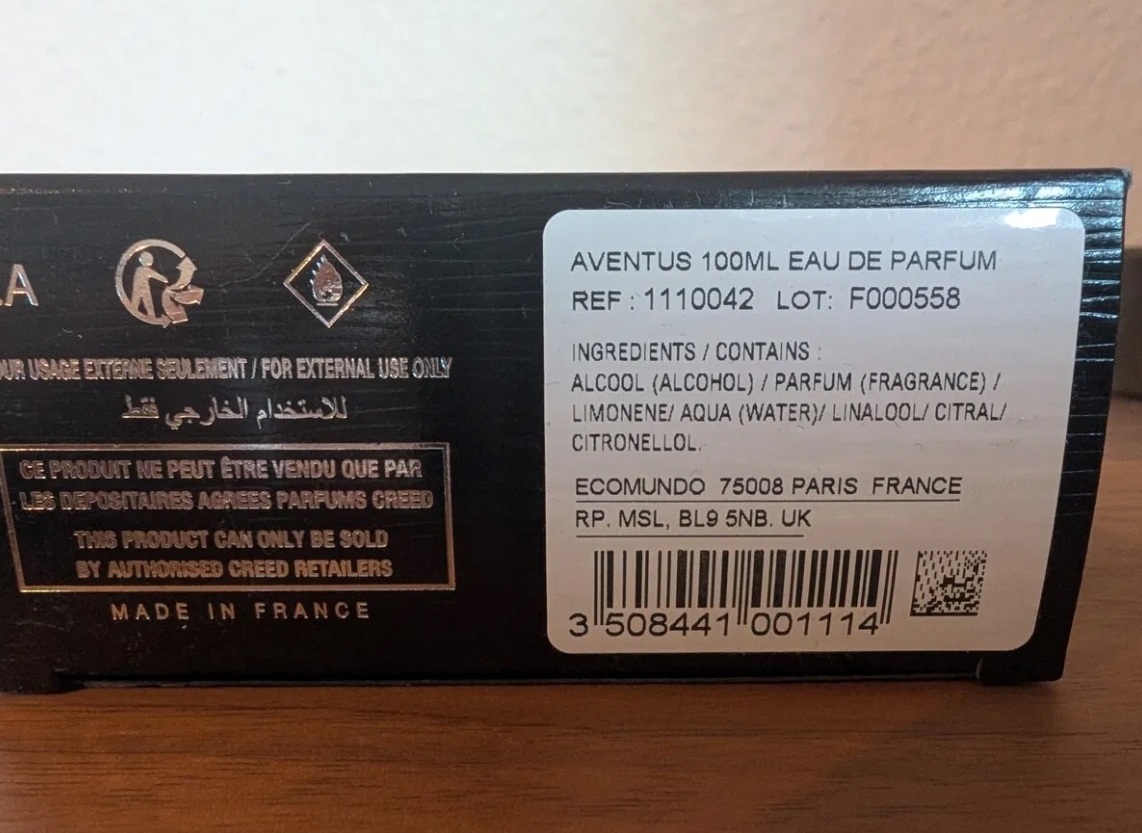 .A
OUR USAGE EXTERNE SEULEMENT / FOR EXTERNAL USE ONLY
للاستخدام الخارجي فقط
CE PRODUIT NE PEUT ÊTRE VENDU QUE PAR
LES DEPOSITAIRES AGREES PARFUMS CREED
THIS PRODUCT CAN ONLY BE SOLD
BY AUTHORISED CREED RETAILERS
MADE IN FRANCE
AVENTUS 100ML EAU DE PARFUM
REF : 1110042 LOT: F000558
INGREDIENTS / CONTAINS :
ALCOOL (ALCOHOL) / PARFUM (FRAGRANCE) /
LIMONENE/ AQUA (WATER)/ LINALOOL/ CITRAL/
CITRONELLOL.
ECOMUNDO 75008 PARIS FRANCE
RP. MSL, BL9 5NB. UK
3 508441 001114